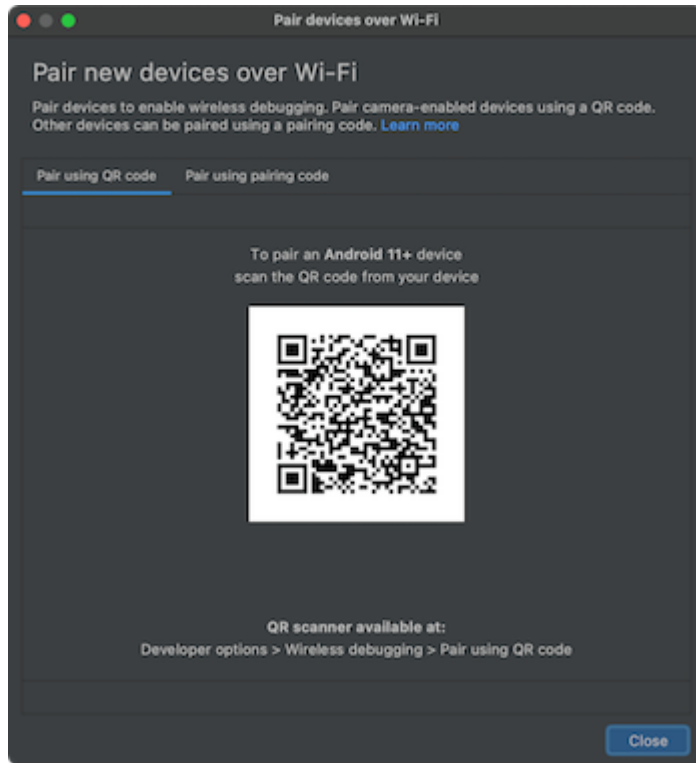 Pair devices over Wi-Fi
Pair new devices over Wi-Fi
Pair devices to enable wireless debugging. Pair camera-enabled devices using a QR code.
Other devices can be paired using a pairing code. Learn more
Pair using QR code
Pair using pairing code
To pair an Android 11+ device
scan the QR code from your device
QR scanner available at:
Developer options > Wireless debugging > Pair using QR code
Close